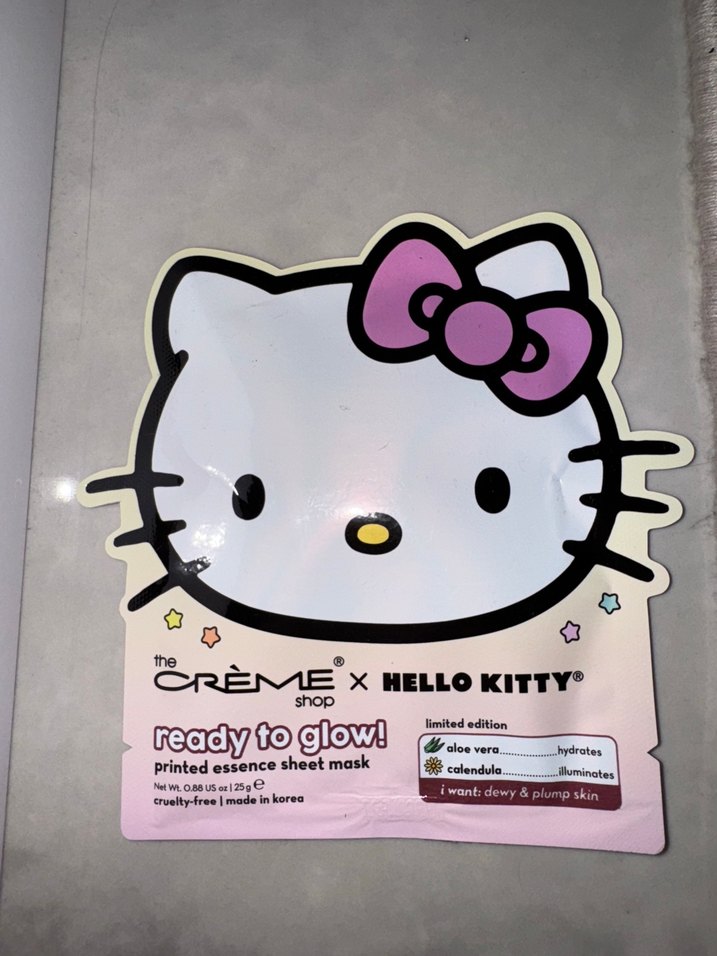 the
CRÈME® x HELLO KITTY®
shop
ready to glow!
printed essence sheet mask
Net Wt. 0.88 US oz | 25 g ℮
cruelty-free | made in korea
limited edition
aloe vera..................hydrates
calendula.................illuminates
i want: dewy & plump skin